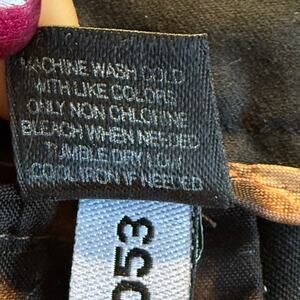 MACHINE WASH COLD
WITH LIKE COLORS
ONLY NON CHLORINE
BLEACH WHEN NEEDED
TUMBLE DRY LOW
COOL IRON IF NEEDED
053